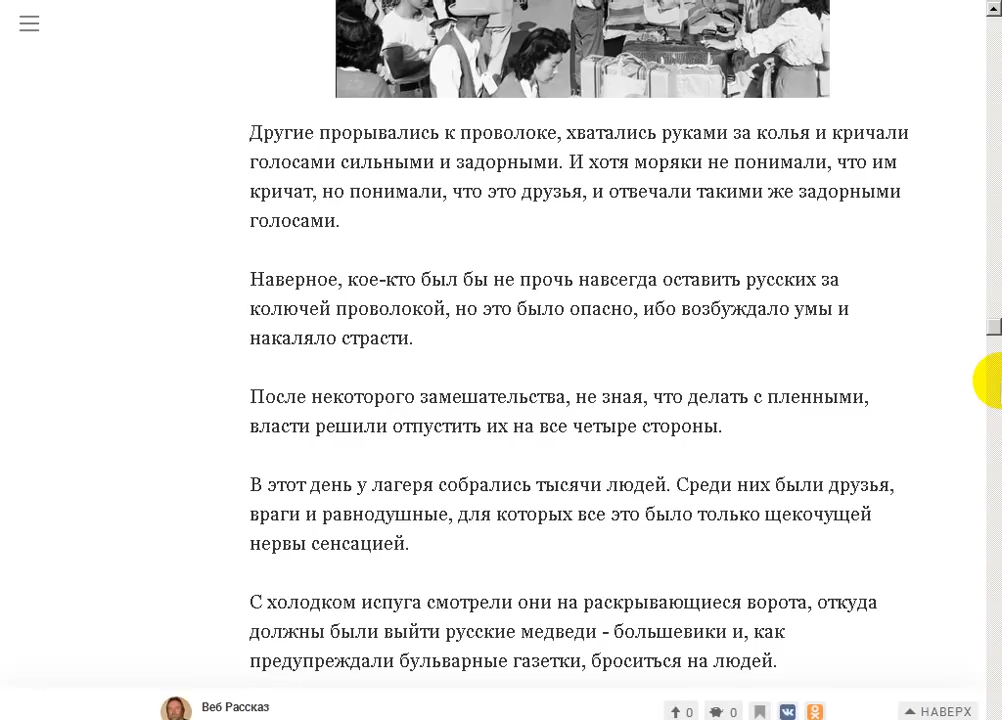 Другие прорывались к проволоке, хватались руками за колья и кричали
голосами сильными и задорными. И хотя моряки не понимали, что им
кричат, но понимали, что это друзья, и отвечали такими же задорными
голосами.
Наверное, кое-кто был бы не прочь навсегда оставить русских за
колючей проволокой, но это было опасно, ибо возбуждало умы и
накаляло страсти.
После некоторого замешательства, не зная, что делать с пленными,
власти решили отпустить их на все четыре стороны.
В этот день у лагеря собрались тысячи людей. Среди них были друзья,
враги и равнодушные, для которых все это было только щекочущей
нервы сенсацией.
С холодком испуга смотрели они на раскрывающиеся ворота, откуда
должны были выйти русские медведи - большевики и, как
предупреждали бульварные газетки, броситься на людей.
Веб Рассказ
0 0 НАВЕРХ